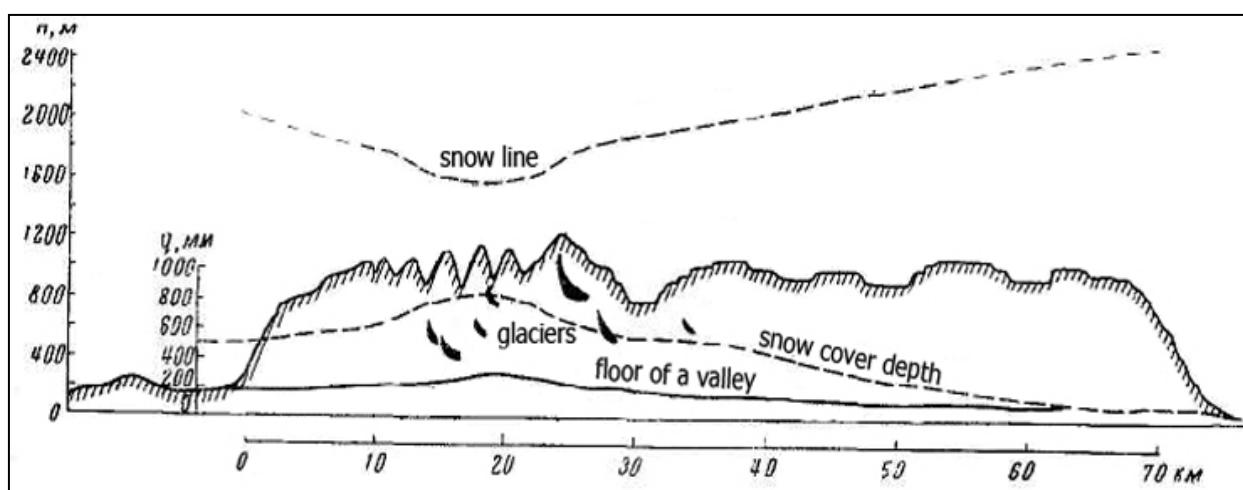 2400
2000
1600
1200
800
400
0
q, мм
1000
800
600
400
200
0
snow line
glaciers
snow cover depth
floor of a valley
0 10 20 30 40 50 60 70 км